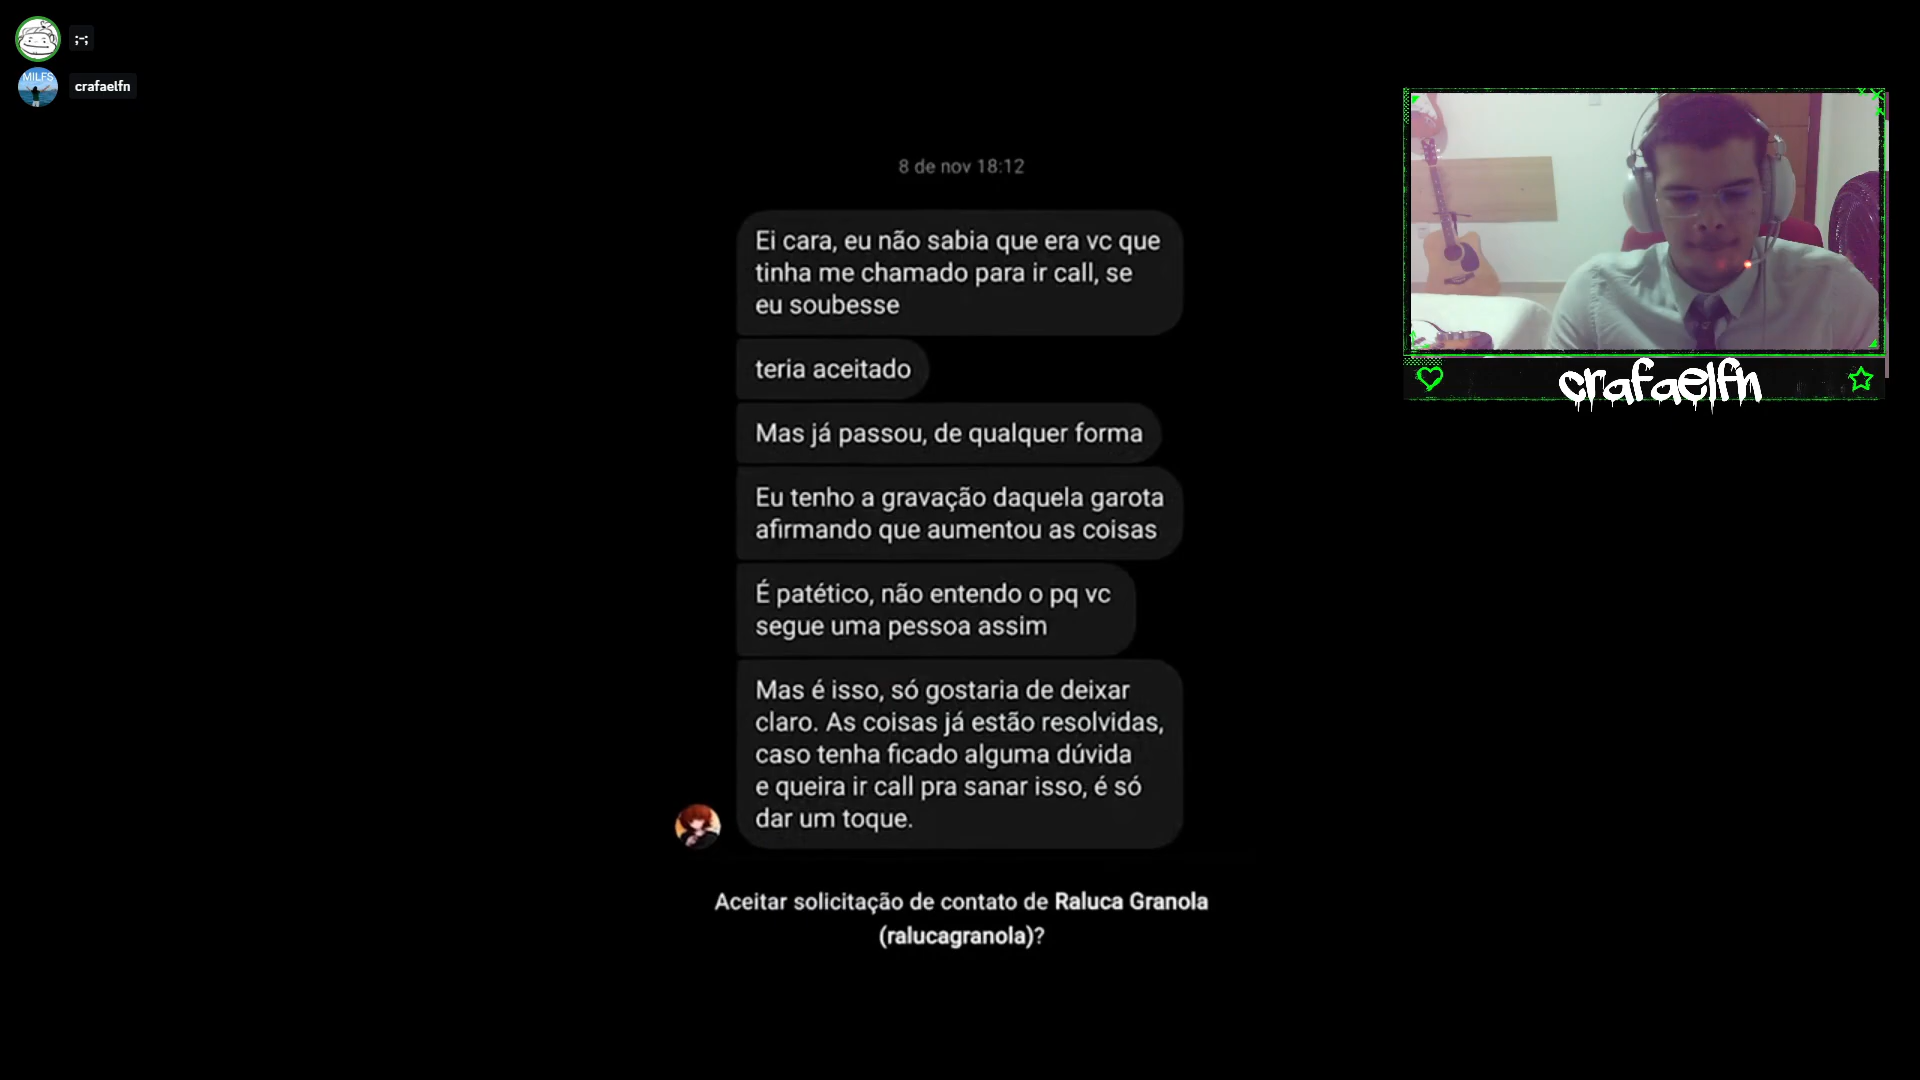 ;-;
MILFS
crafaelfn
8 de nov 18:12
Ei cara, eu não sabia que era vc que
tinha me chamado para ir call, se
eu soubesse
teria aceitado
Mas já passou, de qualquer forma
Eu tenho a gravação daquela garota
afirmando que aumentou as coisas
É patético, não entendo o pq vc
segue uma pessoa assim
Mas é isso, só gostaria de deixar
claro. As coisas já estão resolvidas,
caso tenha ficado alguma dúvida
e queira ir call pra sanar isso, é só
dar um toque.
Aceitar solicitação de contato de Raluca Granola
(ralucagranola)?
crafaelfn